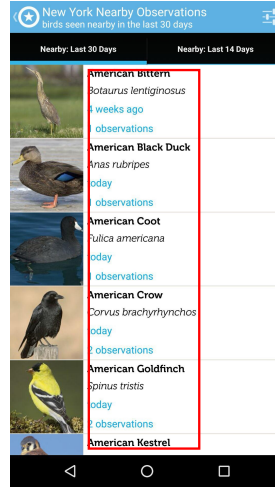 New York Nearby Observations
birds seen nearby in the last 30 days
Nearby: Last 30 Days
Nearby: Last 14 Days
American Bittern
Botaurus lentiginosus
4 weeks ago
1 observations
American Black Duck
Anas rubripes
today
1 observations
American Coot
Fulica americana
today
1 observations
American Crow
Corvus brachyrhynchos
today
2 observations
American Goldfinch
Spinus tristis
today
2 observations
American Kestrel